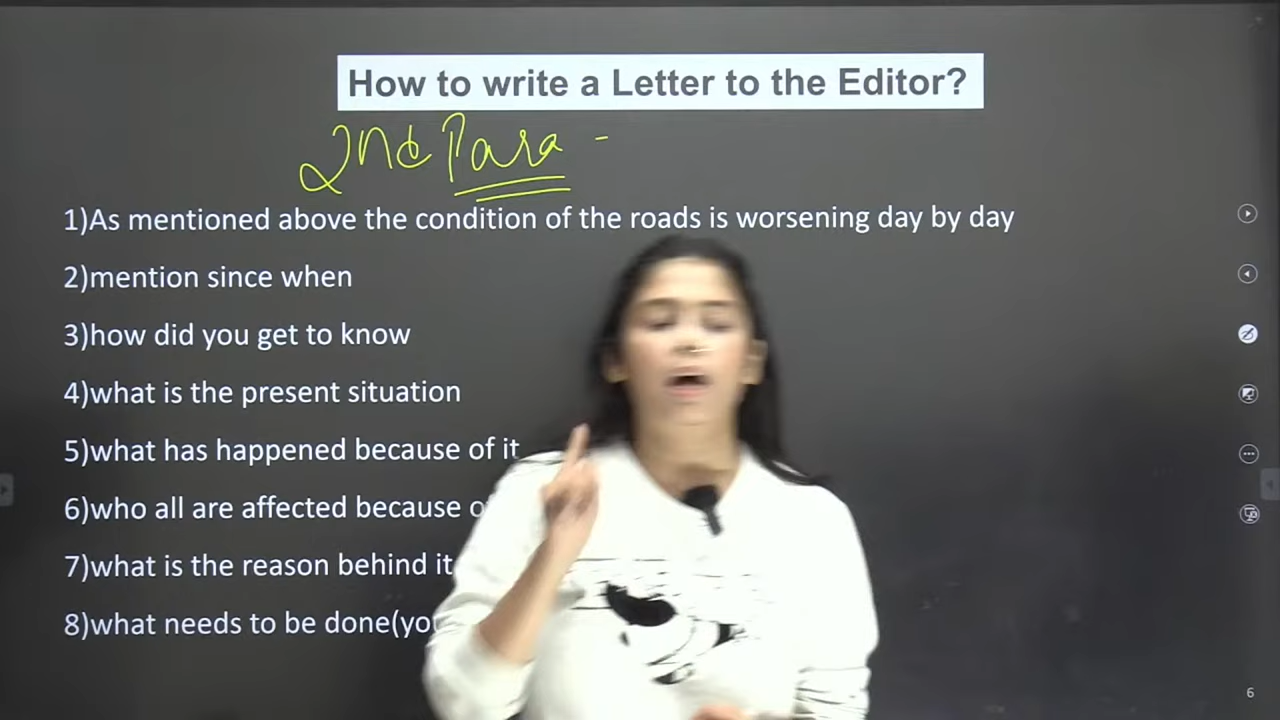 How to write a Letter to the Editor?
2nd Para -
1)As mentioned above the condition of the roads is worsening day by day
2)mention since when
3)how did you get to know
4)what is the present situation
5)what has happened because of it
6)who all are affected because
7)what is the reason behind it
8)what needs to be done
6